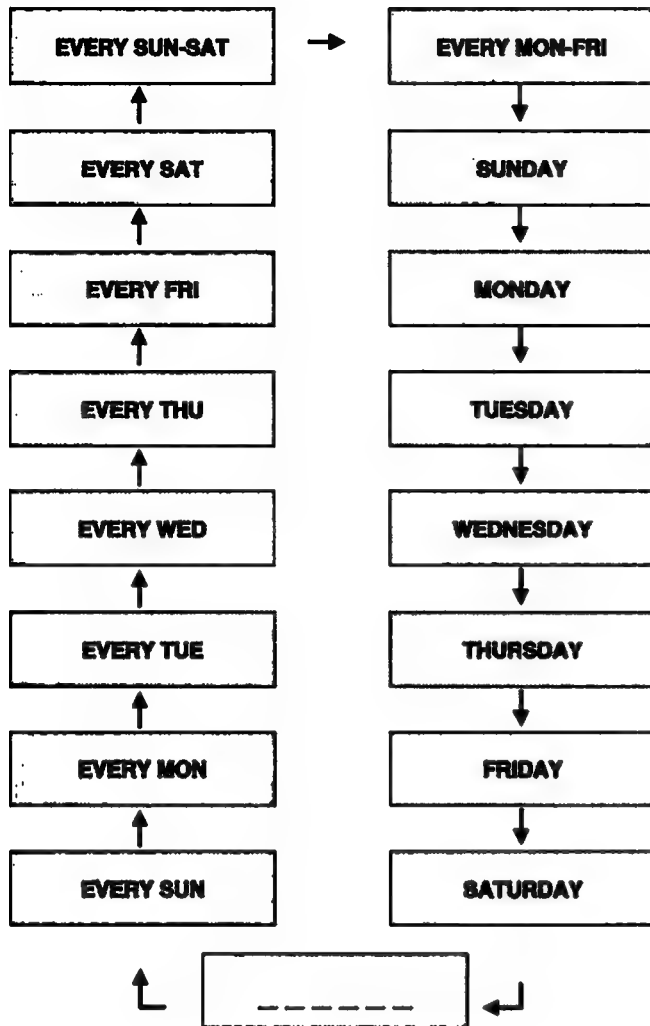 EVERY SUN-SAT
EVERY MON-FRI
EVERY SAT
SUNDAY
EVERY FRI
MONDAY
EVERY THU
TUESDAY
EVERY WED
WEDNESDAY
EVERY TUE
THURSDAY
EVERY MON
FRIDAY
EVERY SUN
SATURDAY
_ _ _ _ _ _ _